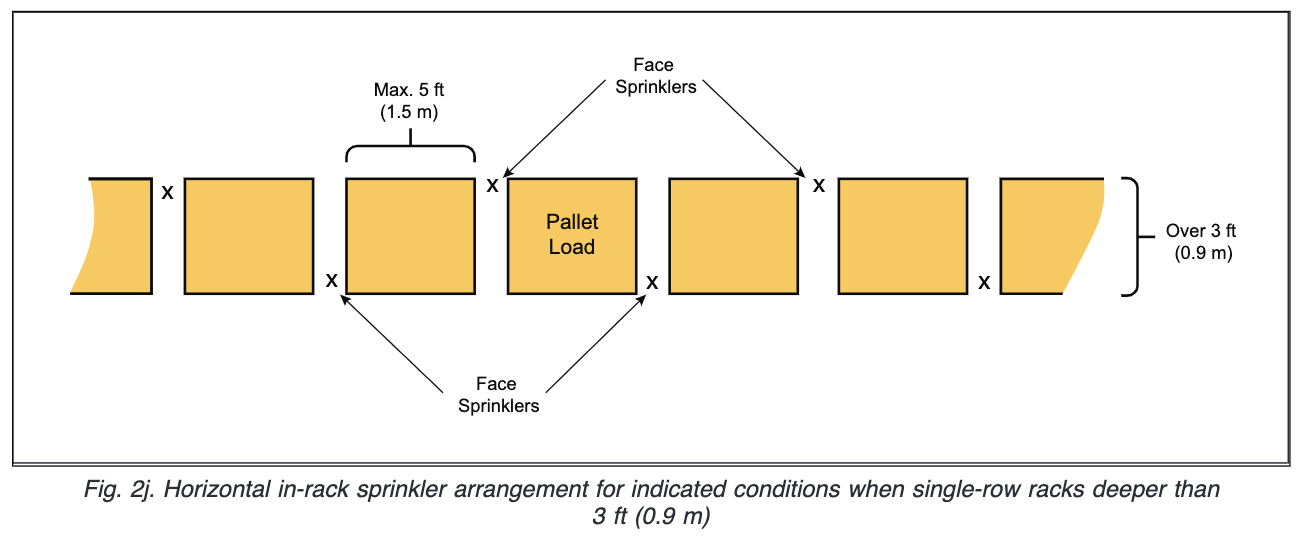 Face
Sprinklers
Max. 5 ft
(1.5 m)
X
X
X
Pallet
Load
Over 3 ft
(0.9 m)
X
X
X
Face
Sprinklers
Fig. 2j. Horizontal in-rack sprinkler arrangement for indicated conditions when single-row racks deeper than
3 ft (0.9 m)